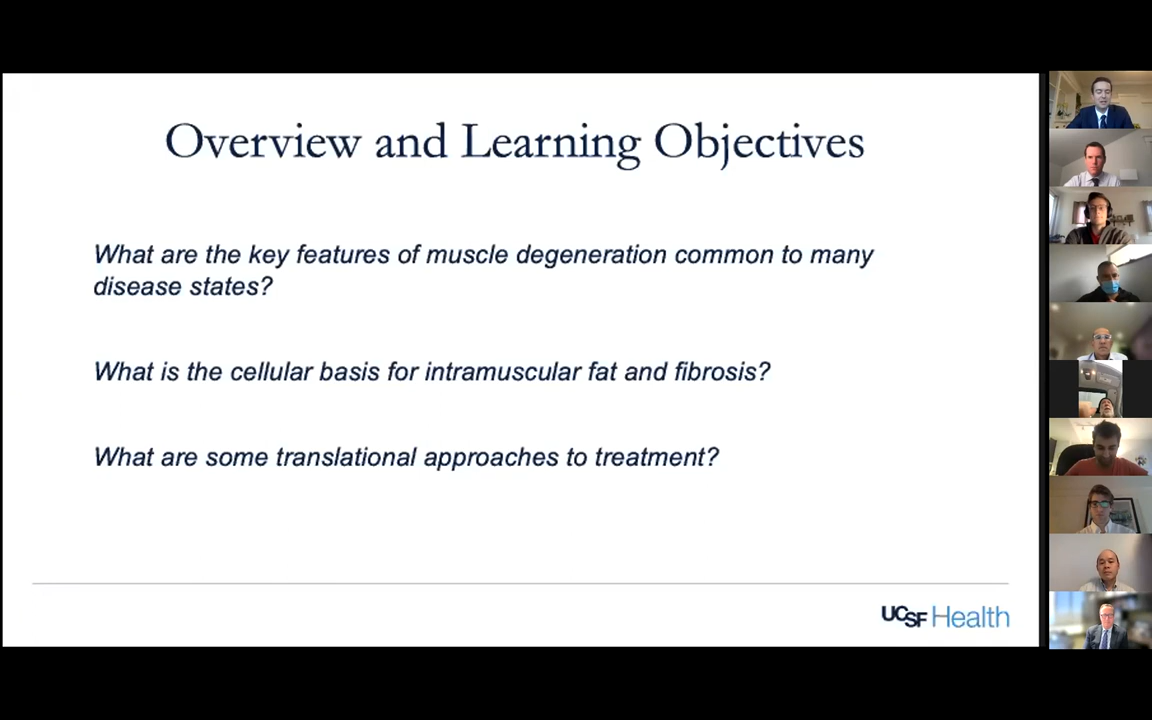 Overview and Learning Objectives
What are the key features of muscle degeneration common to many
disease states?
What is the cellular basis for intramuscular fat and fibrosis?
What are some translational approaches to treatment?
UCSF Health